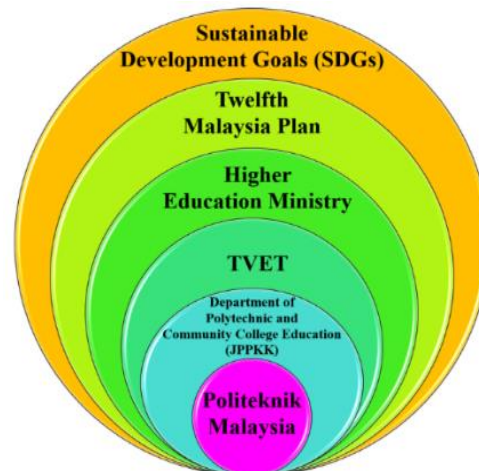 Sustainable
Development Goals (SDGs)
Twelfth
Malaysia Plan
Higher
Education Ministry
TVET
Department of
Polytechnic and
Community College Education
(JPPKK)
Politeknik
Malaysia